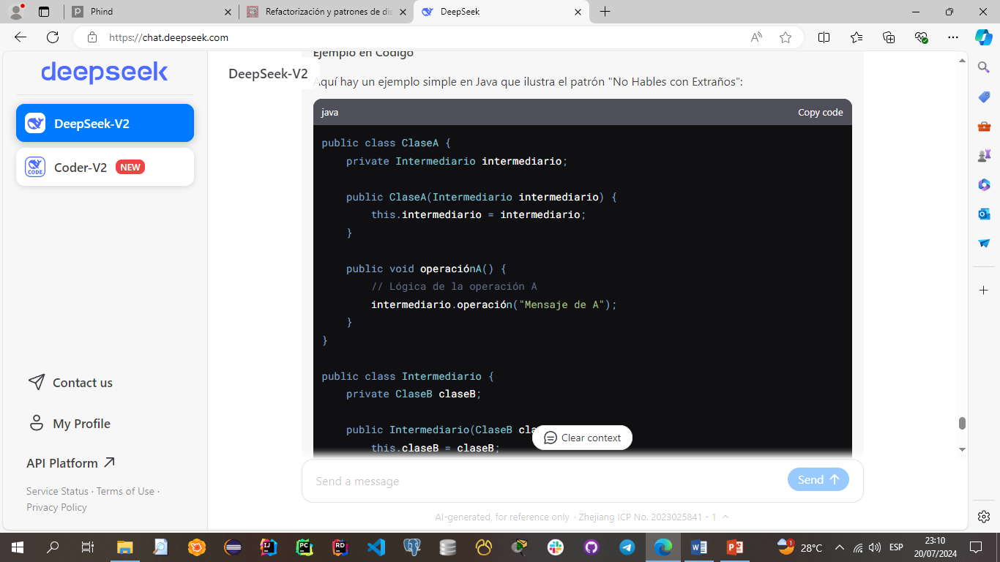 Phind
Refactorización y patrones de dis
DeepSeek
https://chat.deepseek.com
deepseek
DeepSeek-V2
Coder-V2 NEW
CODE
Contact us
My Profile
API Platform
Service Status · Terms of Use ·
Privacy Policy
DeepSeek-V2
Ejemplo en Código
Aquí hay un ejemplo simple en Java que ilustra el patrón "No Hables con Extraños":
java
Copy code
public class ClaseA {
    private Intermediario intermediario;
    public ClaseA(Intermediario intermediario) {
        this.intermediario = intermediario;
    }
    public void operaciónA() {
        // Lógica de la operación A
        intermediario.operación("Mensaje de A");
    }
}
public class Intermediario {
    private ClaseB claseB;
    public Intermediario(ClaseB cla
        this.claseB = claseB;
Clear context
Send a message
Send
AI-generated, for reference only · Zhejiang ICP No. 2023025841 - 1
28°C
ESP
23:10
20/07/2024